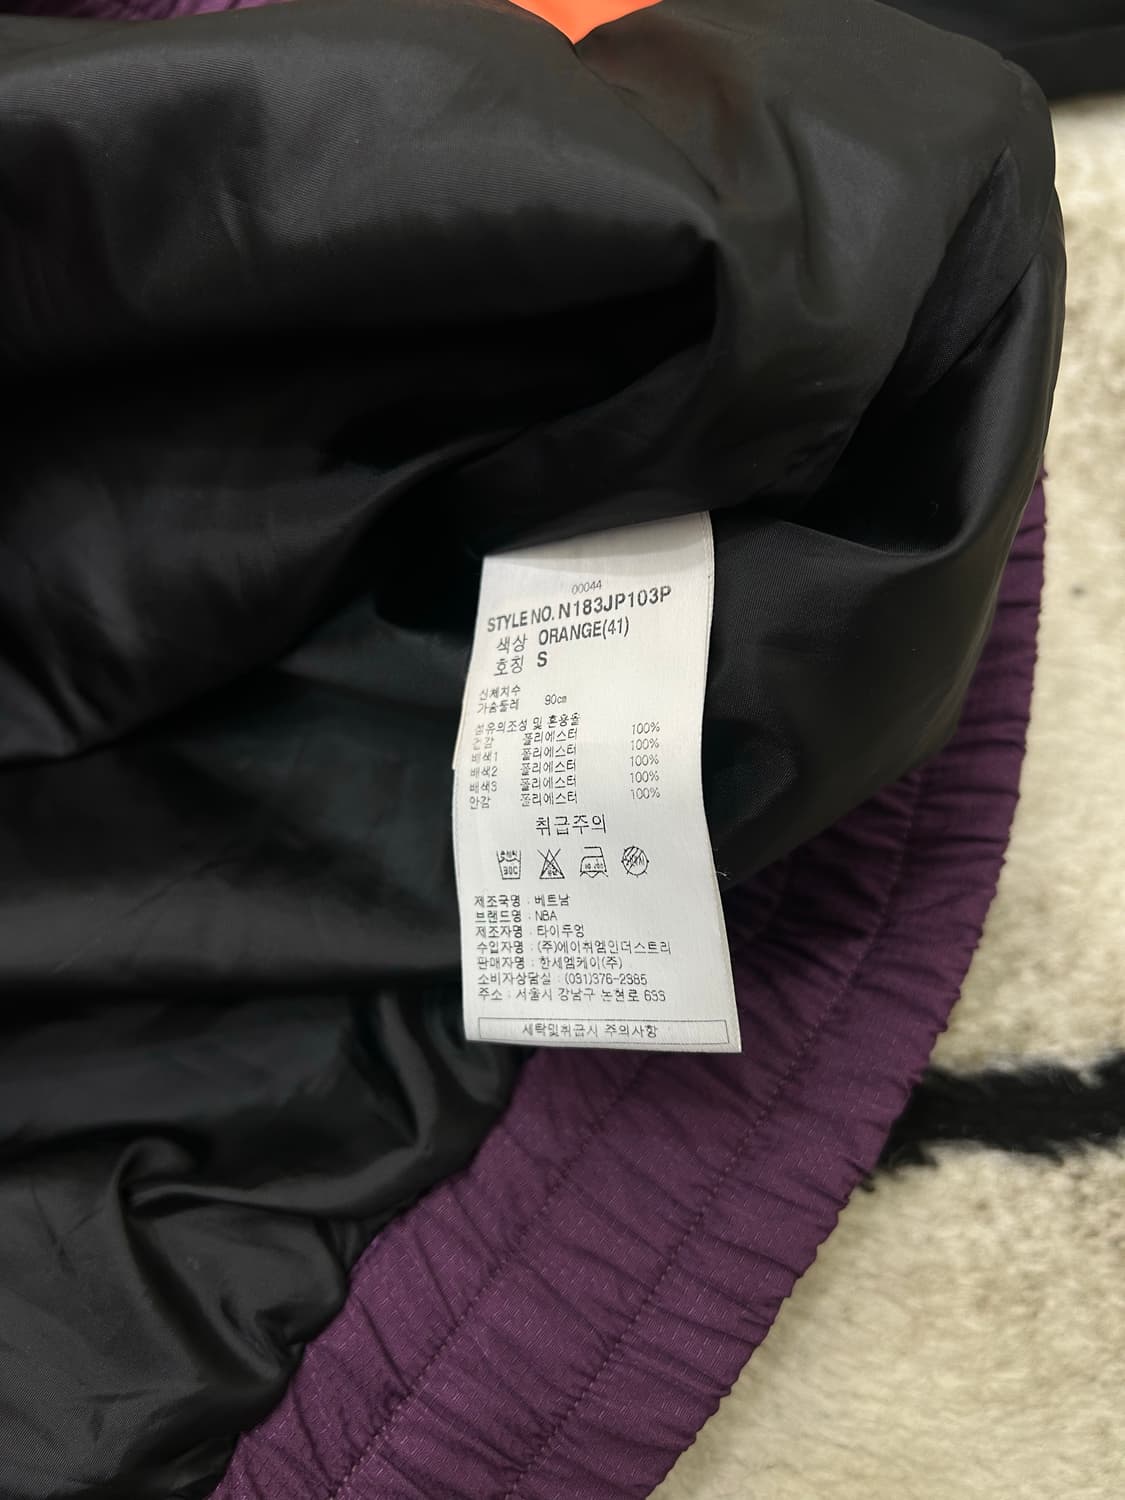 00044
STYLE NO. N183JP103P
색상 ORANGE(41)
호칭 S
신체치수
가슴둘레 90㎝
섬유의조성 및 혼용율
겉감 폴리에스터 100%
배색1 폴리에스터 100%
배색2 폴리에스터 100%
배색3 폴리에스터 100%
안감 폴리에스터 100%
취급주의
제조국명 : 베트남
브랜드명 : NBA
제조자명 : 타이두엉
수입자명 : (주)에이취엠인더스트리
판매자명 : 한세엠케이(주)
소비자상담실 : (031)376-2385
주소 : 서울시 강남구 논현로 633
세탁및취급시 주의사항